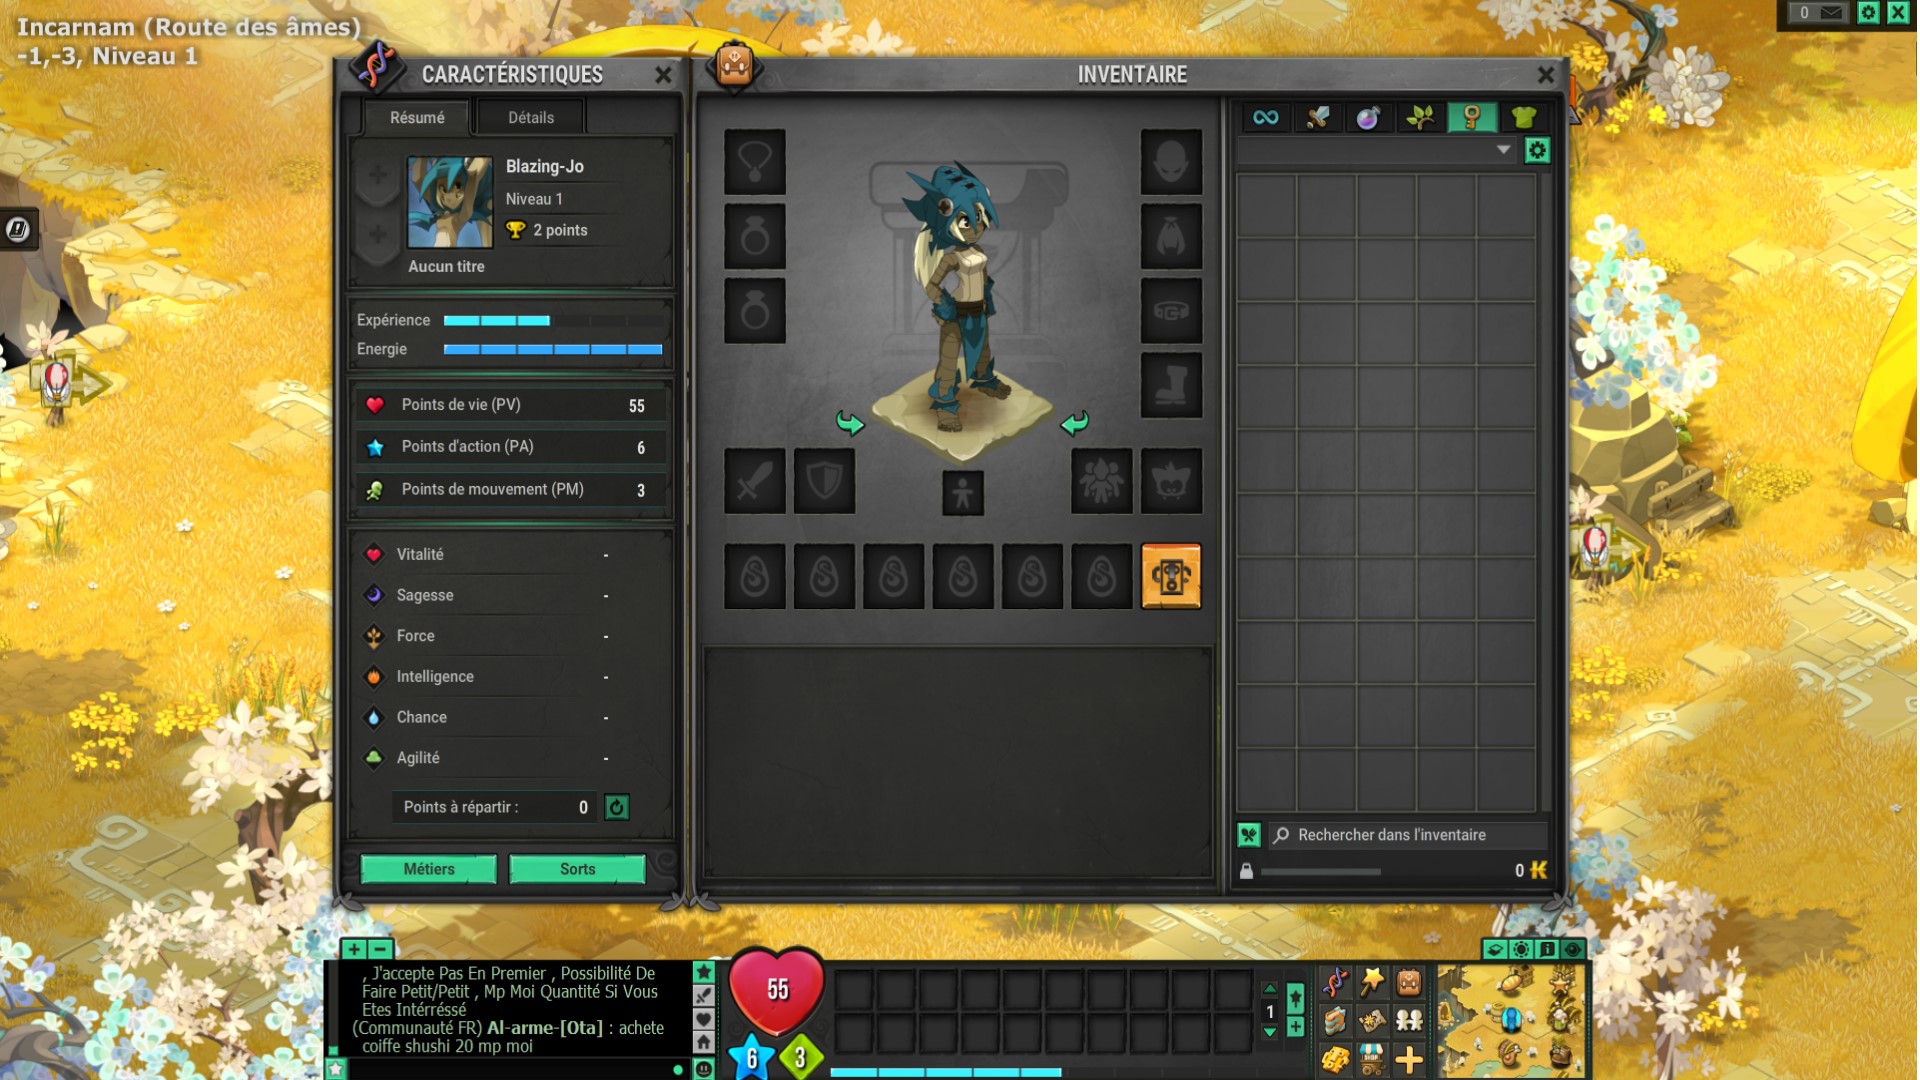 Incarnam (Route des âmes)
-1,-3, Niveau 1
0
CARACTÉRISTIQUES
Résumé
Détails
Blazing-Jo
Niveau 1
2 points
Aucun titre
Expérience
Energie
Points de vie (PV) 55
Points d'action (PA) 6
Points de mouvement (PM) 3
Vitalité -
Sagesse -
Force -
Intelligence -
Chance -
Agilité -
Points à répartir : 0
Métiers
Sorts
INVENTAIRE
Rechercher dans l'inventaire
0
, J'accepte Pas En Premier , Possibilité De
Faire Petit/Petit , Mp Moi Quantité Si Vous
Etes Intérréssé
(Communauté FR) Al-arme-[Ota] : achete
coiffe shushi 20 mp moi
55
6
3
1
SHOP